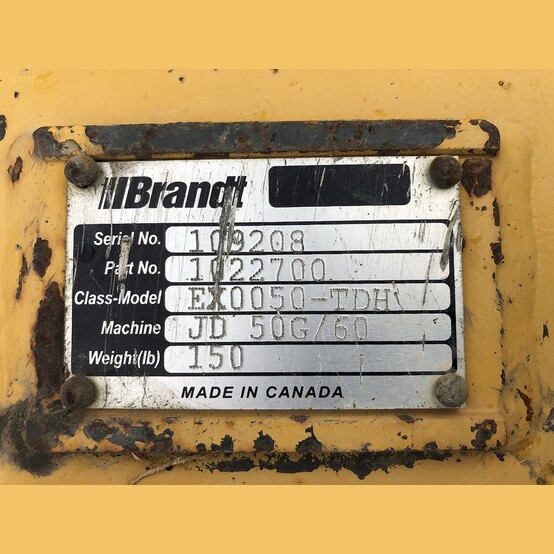 Brandt
Serial No. 109208
Part No. 1022700
Class-Model EX0050-TDH
Machine JD 50G/60
Weight(lb) 150
MADE IN CANADA